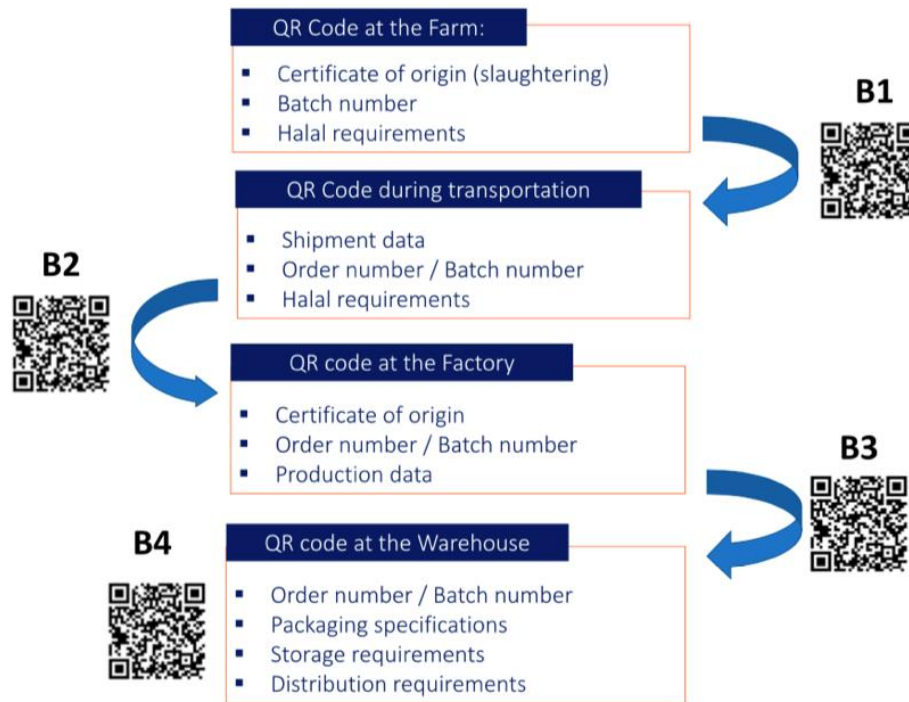 QR Code at the Farm:
Certificate of origin (slaughtering)
Batch number
Halal requirements
B1
QR Code during transportation
Shipment data
Order number / Batch number
Halal requirements
B2
QR code at the Factory
Certificate of origin
Order number / Batch number
Production data
B3
QR code at the Warehouse
Order number / Batch number
Packaging specifications
Storage requirements
Distribution requirements
B4